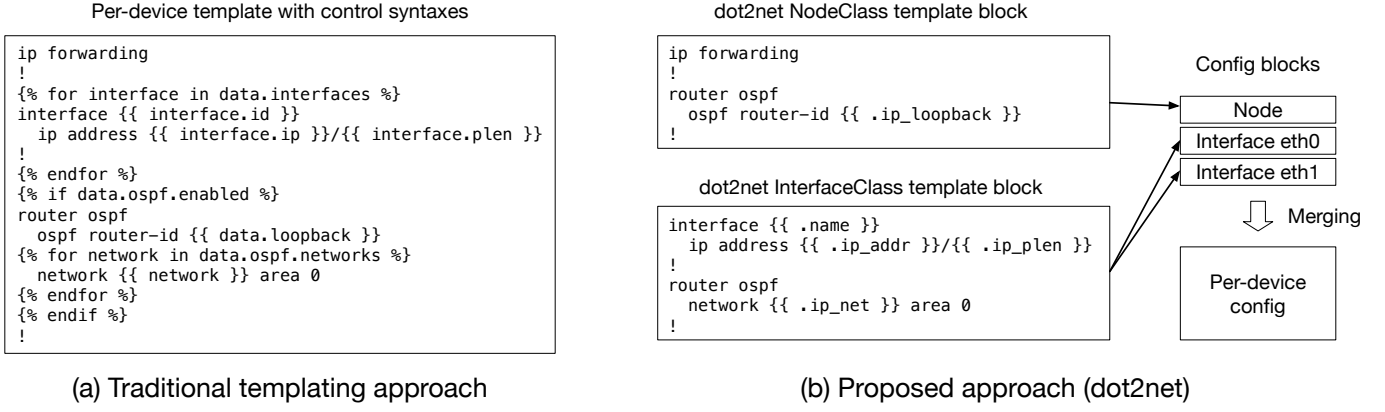 Per-device template with control syntaxes
ip forwarding
!
{% for interface in data.interfaces %}
interface {{ interface.id }}
  ip address {{ interface.ip }}/{{ interface.plen }}
!
{% endfor %}
{% if data.ospf.enabled %}
router ospf
  ospf router-id {{ data.loopback }}
{% for network in data.ospf.networks %}
  network {{ network }} area 0
{% endfor %}
{% endif %}
!
(a) Traditional templating approach
dot2net NodeClass template block
ip forwarding
!
router ospf
  ospf router-id {{ .ip_loopback }}
!
dot2net InterfaceClass template block
interface {{ .name }}
  ip address {{ .ip_addr }}/{{ .ip_plen }}
!
router ospf
  network {{ .ip_net }} area 0
!
Config blocks
Node
Interface eth0
Interface eth1
Merging
Per-device
config
(b) Proposed approach (dot2net)